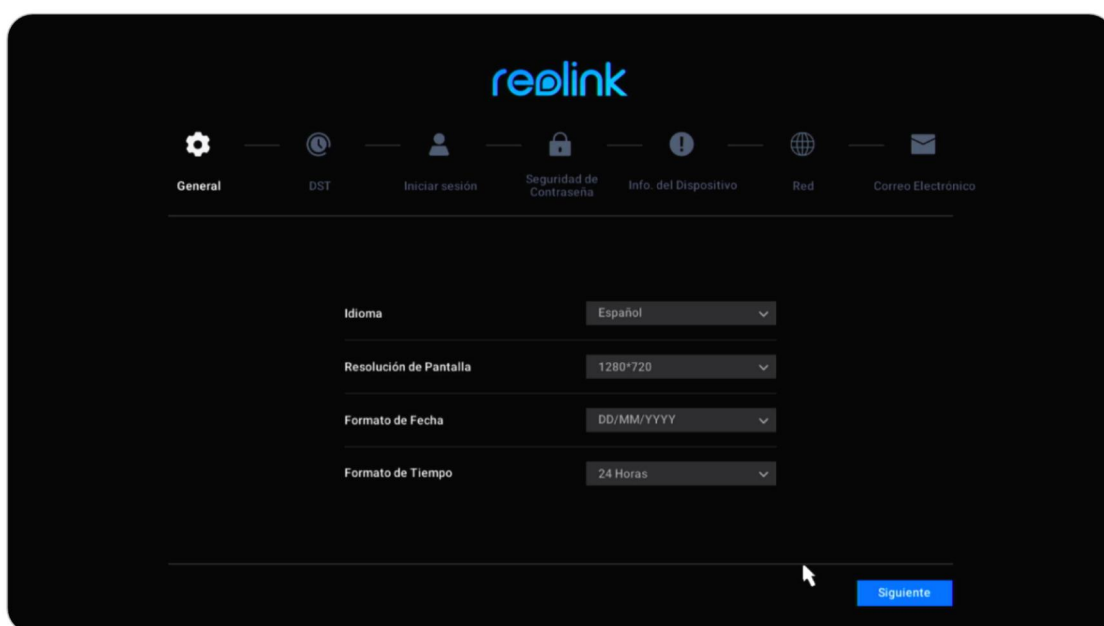 reolink
General
DST
Iniciar sesión
Seguridad de
Contraseña
Info. del Dispositivo
Red
Correo Electrónico
Idioma
Español
Resolución de Pantalla
1280*720
Formato de Fecha
DD/MM/YYYY
Formato de Tiempo
24 Horas
Siguiente